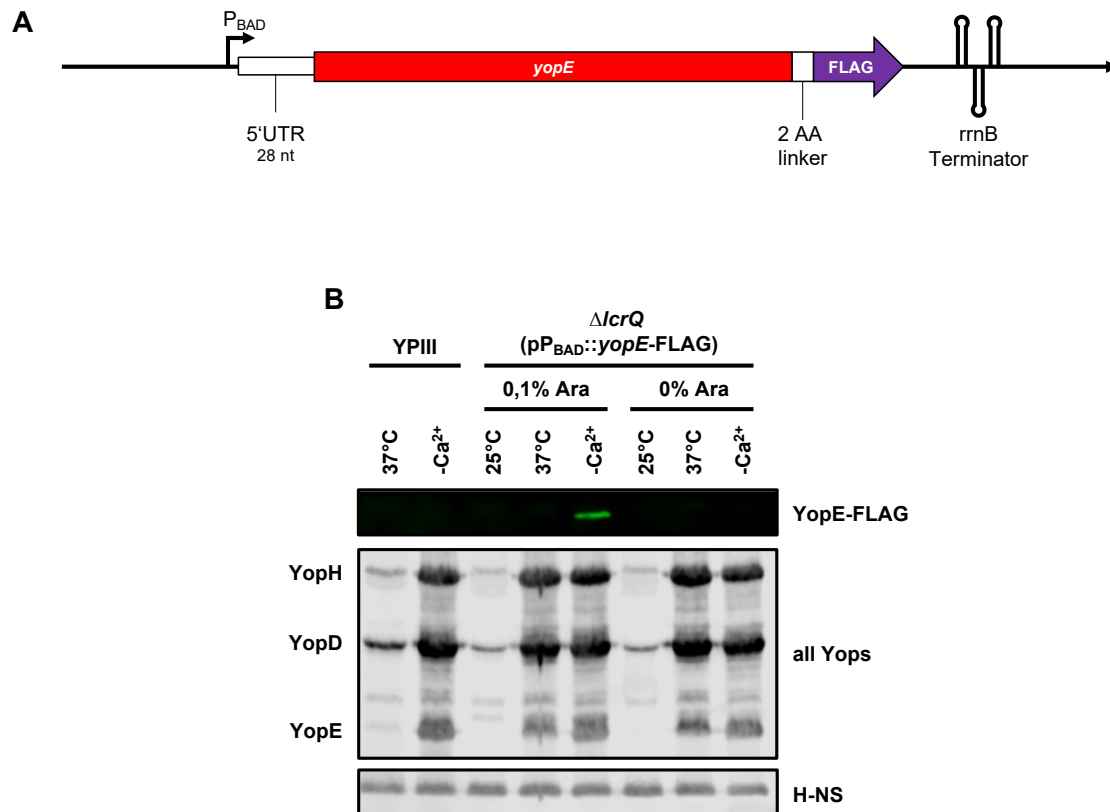 A
P_BAD
yopE
FLAG
5‘UTR
28 nt
2 AA
linker
rrnB
Terminator
B
ΔlcrQ
(pP_BAD::yopE-FLAG)
YPIII
0,1% Ara
0% Ara
37°C
-Ca²⁺
25°C
37°C
-Ca²⁺
25°C
37°C
-Ca²⁺
YopE-FLAG
YopH
YopD
all Yops
YopE
H-NS